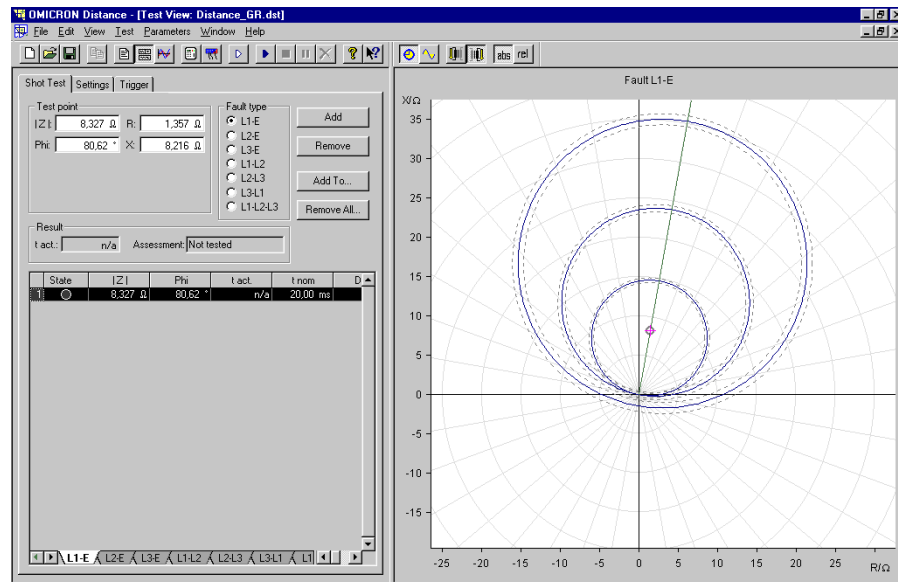 OMICRON Distance - [Test View: Distance_GR.dst]
File Edit View Test Parameters Window Help
abs rel
Shot Test Settings Trigger
Test point
|Z|: 8,327 Ω R: 1,357 Ω
Phi: 80,62 ° X: 8,216 Ω
Fault type
L1-E
L2-E
L3-E
L1-L2
L2-L3
L3-L1
L1-L2-L3
Add
Remove
Add To...
Remove All...
Result
t act.: n/a Assessment: Not tested
State |Z| Phi t act. t nom D
1 8,327 Ω 80,62 ° n/a 20,00 ms
L1-E L2-E L3-E L1-L2 L2-L3 L3-L1 L1
Fault L1-E
X/Ω
35
30
25
20
15
10
5
0
-5
-10
-15
-25 -20 -15 -10 -5 0 5 10 15 20 25 R/Ω